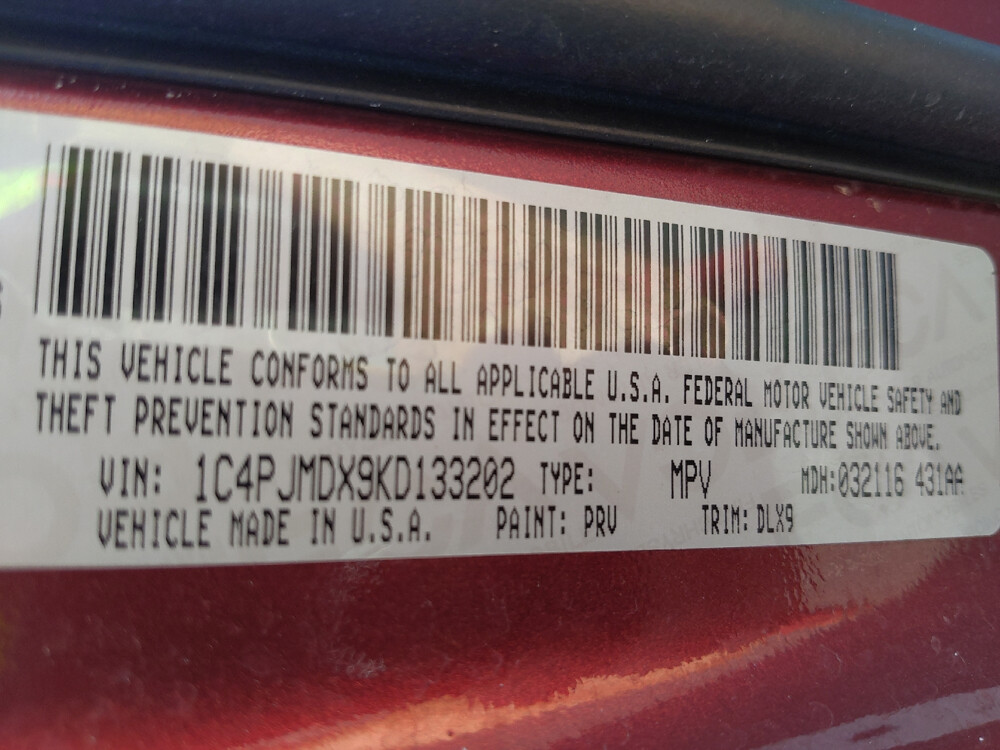 THIS VEHICLE CONFORMS TO ALL APPLICABLE U.S.A. FEDERAL MOTOR VEHICLE SAFETY AND
THEFT PREVENTION STANDARDS IN EFFECT ON THE DATE OF MANUFACTURE SHOWN ABOVE.
VIN: 1C4PJMDX9KD133202 TYPE: MPV MDH:032116 431AA
VEHICLE MADE IN U.S.A. PAINT: PRV TRIM: DLX9